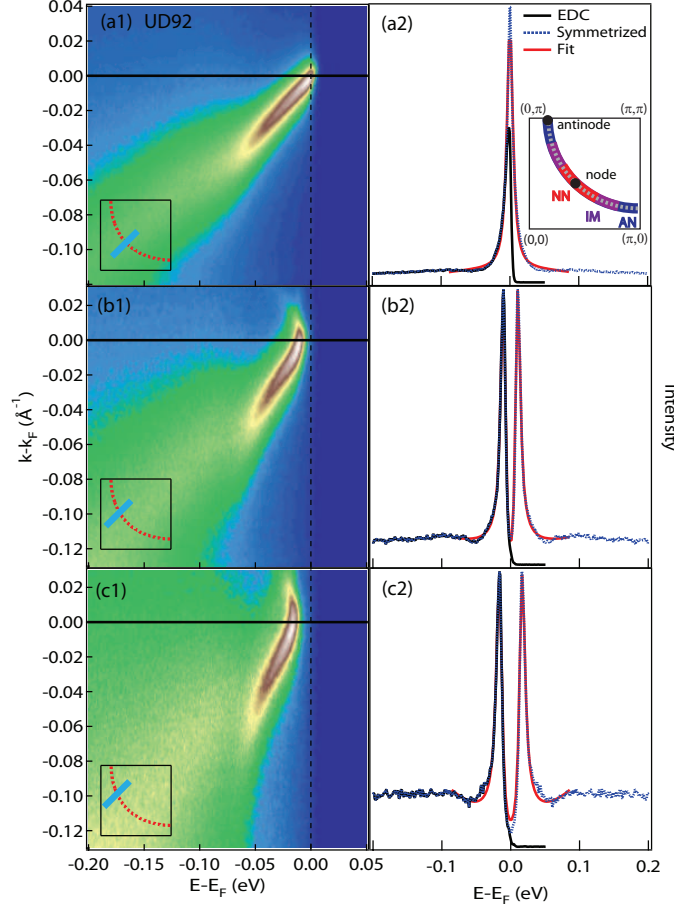 (a1) UD92
0.04
0.02
0.00
-0.02
-0.04
-0.06
-0.08
-0.10
(a2)
EDC
Symmetrized
Fit
(0,π)
(π,π)
antinode
node
NN
IM
AN
(0,0)
(π,0)
(b1)
0.02
0.00
-0.02
-0.04
-0.06
-0.08
-0.10
-0.12
k-kF (Å-1)
(b2)
Intensity
(c1)
0.02
0.00
-0.02
-0.04
-0.06
-0.08
-0.10
-0.12
(c2)
-0.20
-0.15
-0.10
-0.05
0.00
0.05
E-EF (eV)
-0.1
0.0
0.1
0.2
E-EF (eV)